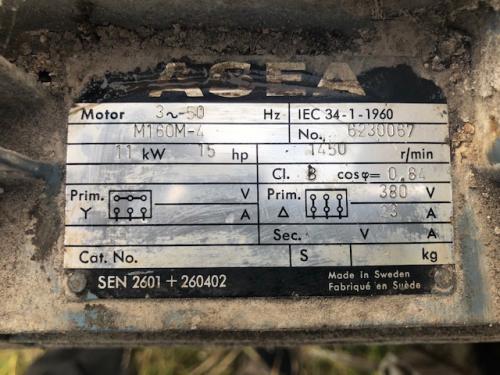 ASEA
Motor 3~50 Hz IEC 34-1-1960
M160M-4 No. 6230067
11 kW 15 hp 1450 r/min
Cl. B cosφ= 0.84
Prim. V Prim. 380 V
Y A Δ 23 A
Sec. V A
Cat. No. S kg
SEN 2601 + 260402 Made in Sweden
Fabriqué en Suède